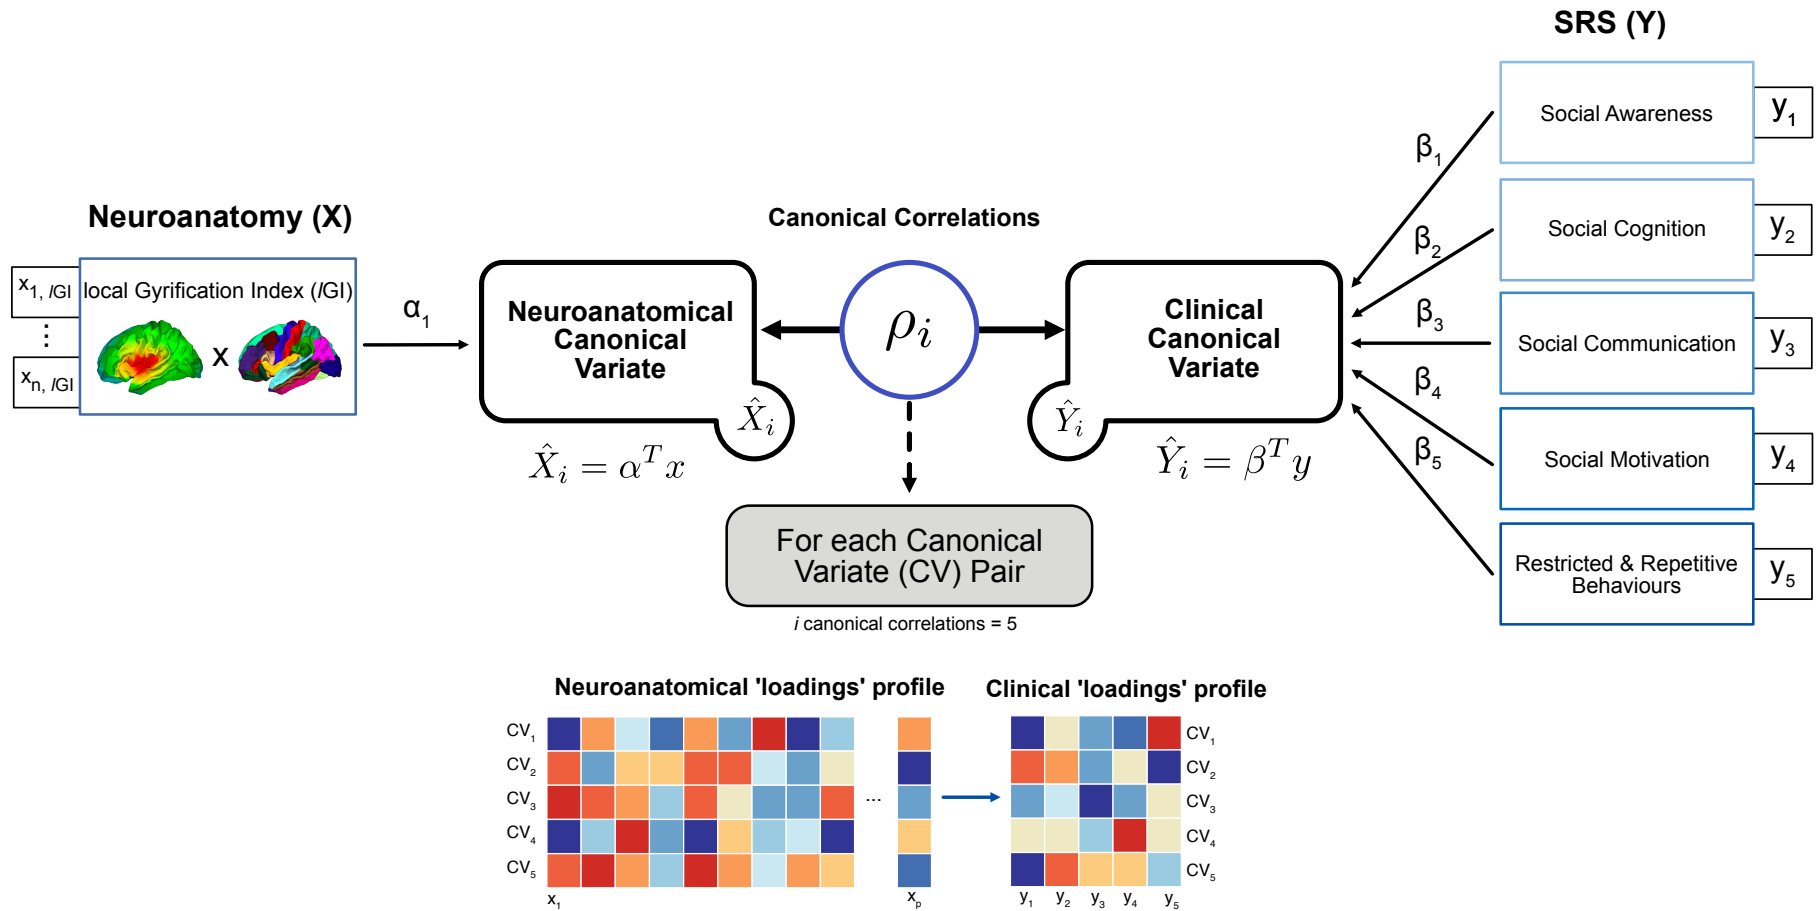 SRS (Y)
Social Awareness
y1
β1
Social Cognition
y2
β2
Neuroanatomy (X)
Canonical Correlations
x1, lGI
⋮
xn, lGI
local Gyrification Index (lGI)
X
α1
Neuroanatomical
Canonical
Variate
X̂i
X̂i = αᵀx
ρi
Clinical
Canonical
Variate
Ŷi
Ŷi = βᵀy
β3
Social Communication
y3
β4
Social Motivation
y4
β5
Restricted & Repetitive
Behaviours
y5
For each Canonical
Variate (CV) Pair
i canonical correlations = 5
Neuroanatomical 'loadings' profile
CV1
CV2
CV3
CV4
CV5
...
x1
xp
Clinical 'loadings' profile
CV1
CV2
CV3
CV4
CV5
y1 y2 y3 y4 y5